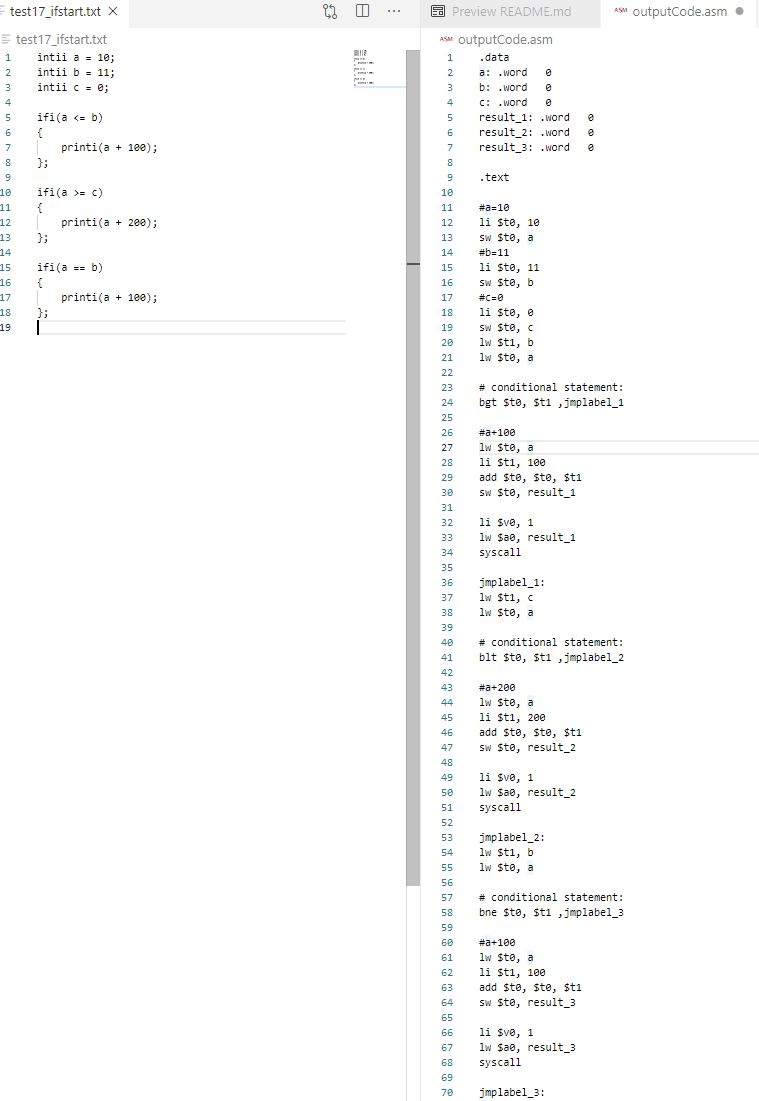 test17_ifstart.txt
test17_ifstart.txt
1 intii a = 10;
2 intii b = 11;
3 intii c = 0;
4
5 ifi(a <= b)
6 {
7 printi(a + 100);
8 };
9
10 ifi(a >= c)
11 {
12 printi(a + 200);
13 };
14
15 ifi(a == b)
16 {
17 printi(a + 100);
18 };
19
Preview README.md
ASM outputCode.asm
ASM outputCode.asm
1 .data
2 a: .word 0
3 b: .word 0
4 c: .word 0
5 result_1: .word 0
6 result_2: .word 0
7 result_3: .word 0
8
9 .text
10
11 #a=10
12 li $t0, 10
13 sw $t0, a
14 #b=11
15 li $t0, 11
16 sw $t0, b
17 #c=0
18 li $t0, 0
19 sw $t0, c
20 lw $t1, b
21 lw $t0, a
22
23 # conditional statement:
24 bgt $t0, $t1 ,jmplabel_1
25
26 #a+100
27 lw $t0, a
28 li $t1, 100
29 add $t0, $t0, $t1
30 sw $t0, result_1
31
32 li $v0, 1
33 lw $a0, result_1
34 syscall
35
36 jmplabel_1:
37 lw $t1, c
38 lw $t0, a
39
40 # conditional statement:
41 blt $t0, $t1 ,jmplabel_2
42
43 #a+200
44 lw $t0, a
45 li $t1, 200
46 add $t0, $t0, $t1
47 sw $t0, result_2
48
49 li $v0, 1
50 lw $a0, result_2
51 syscall
52
53 jmplabel_2:
54 lw $t1, b
55 lw $t0, a
56
57 # conditional statement:
58 bne $t0, $t1 ,jmplabel_3
59
60 #a+100
61 lw $t0, a
62 li $t1, 100
63 add $t0, $t0, $t1
64 sw $t0, result_3
65
66 li $v0, 1
67 lw $a0, result_3
68 syscall
69
70 jmplabel_3: